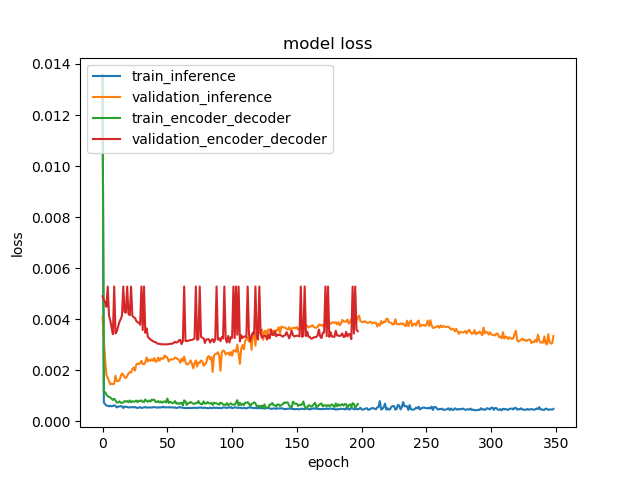 model loss
0.014
0.012
0.010
0.008
0.006
0.004
0.002
0.000
loss
train_inference
validation_inference
train_encoder_decoder
validation_encoder_decoder
0 50 100 150 200 250 300 350
epoch